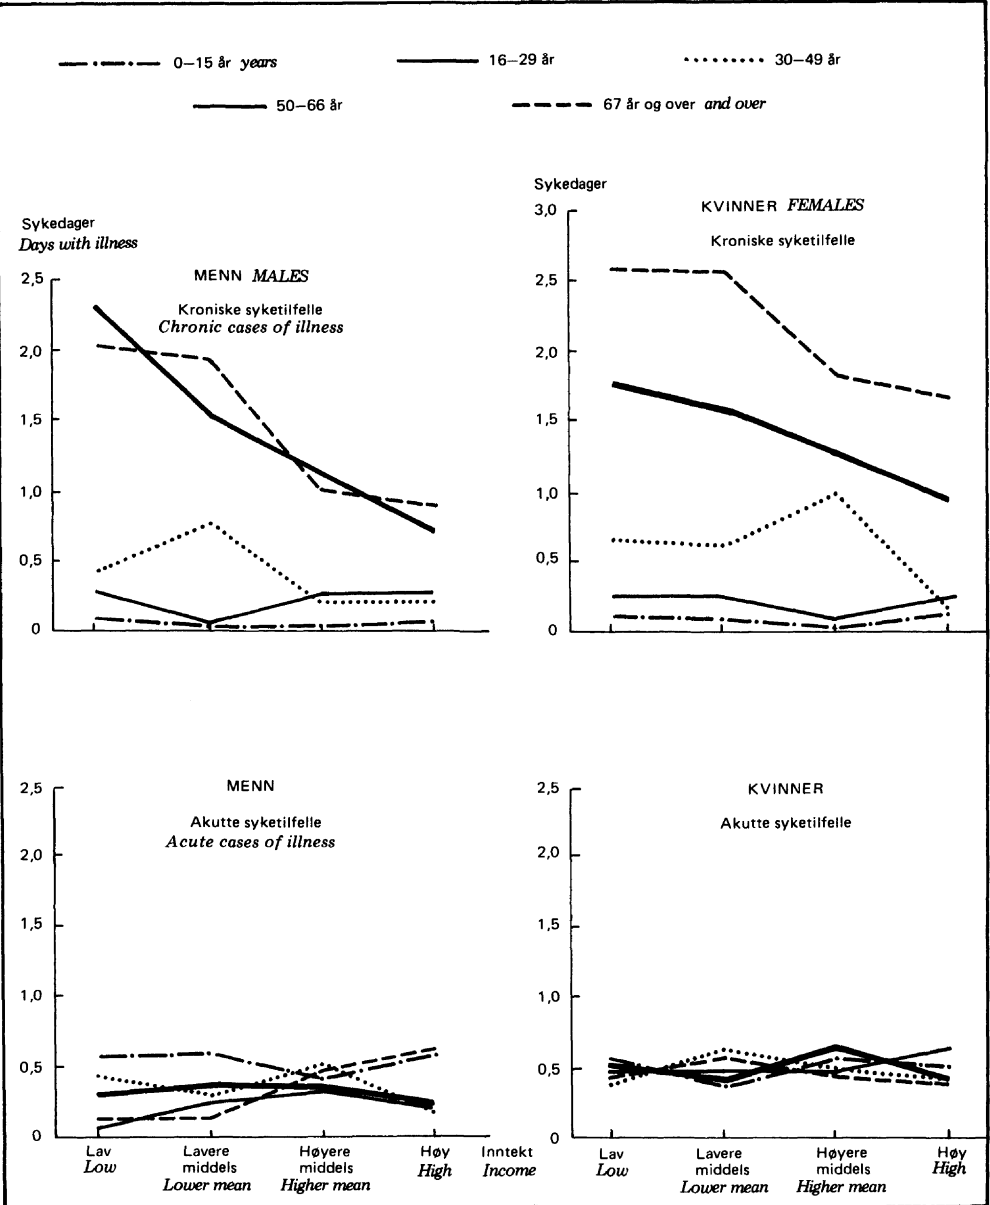 0–15 år years
16–29 år
30–49 år
50–66 år
67 år og over and over
Sykedager
Days with illness
MENN MALES
Kroniske syketilfelle
Chronic cases of illness
2,5
2,0
1,5
1,0
0,5
0
Sykedager
KVINNER FEMALES
Kroniske syketilfelle
3,0
2,5
2,0
1,5
1,0
0,5
0
MENN
Akutte syketilfelle
Acute cases of illness
2,5
2,0
1,5
1,0
0,5
0
Lav
Low
Lavere
middels
Lower mean
Høyere
middels
Higher mean
Høy
High
Inntekt
Income
KVINNER
Akutte syketilfelle
2,5
2,0
1,5
1,0
0,5
0
Lav
Low
Lavere
middels
Lower mean
Høyere
middels
Higher mean
Høy
High